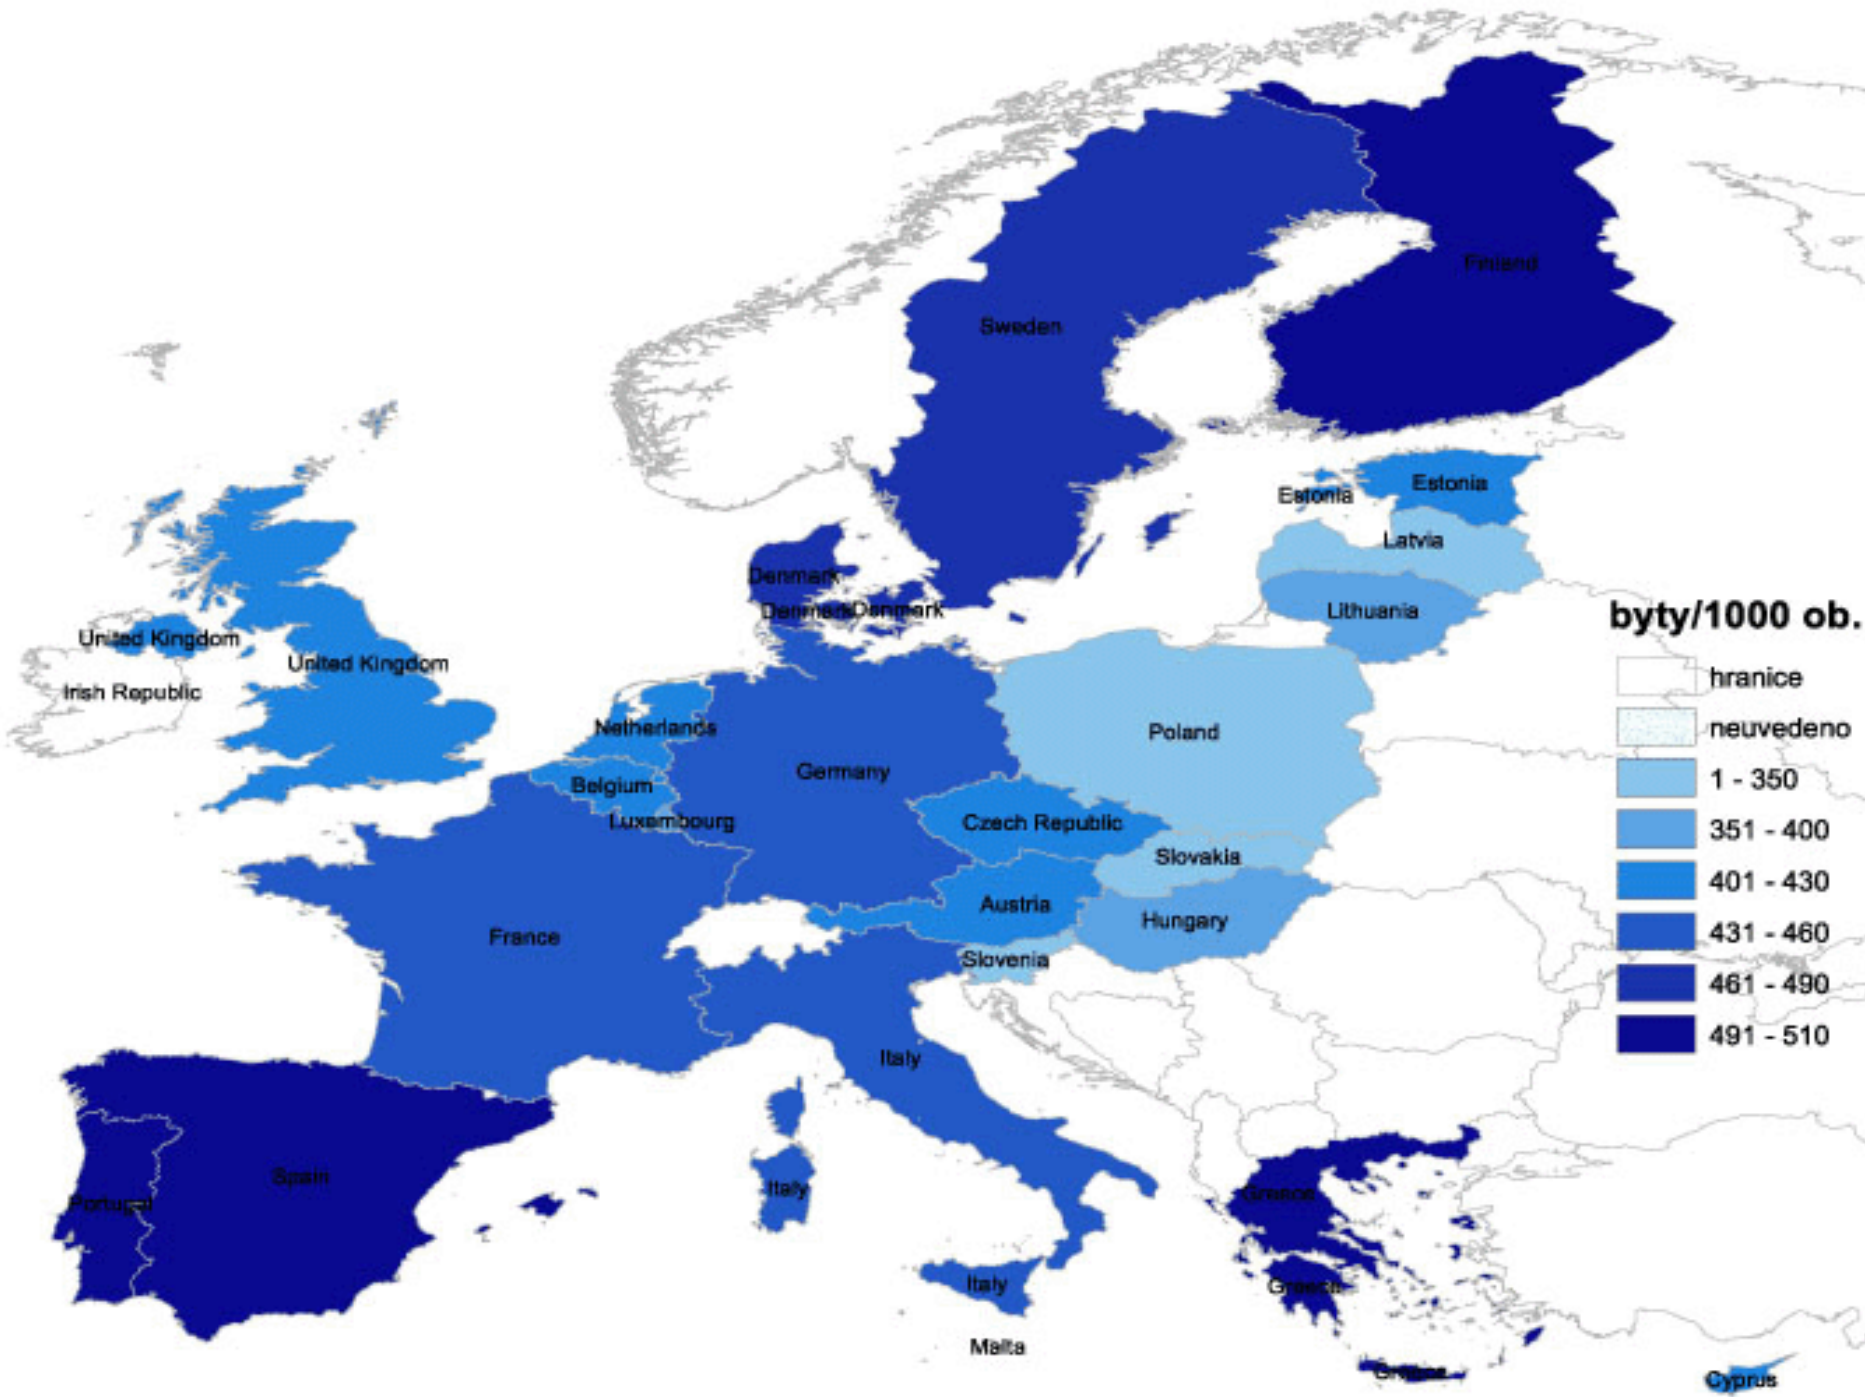 Finland
Sweden
Estonia
Estonia
Latvia
Denmark
Denmark
Denmark
Lithuania
United Kingdom
United Kingdom
Irish Republic
Netherlands
Poland
Germany
Belgium
Luxembourg
Czech Republic
Slovakia
Austria
Hungary
France
Slovenia
Italy
Spain
Portugal
Italy
Greece
Italy
Greece
Malta
Greece
Cyprus
byty/1000 ob.
hranice
neuvedeno
1 - 350
351 - 400
401 - 430
431 - 460
461 - 490
491 - 510